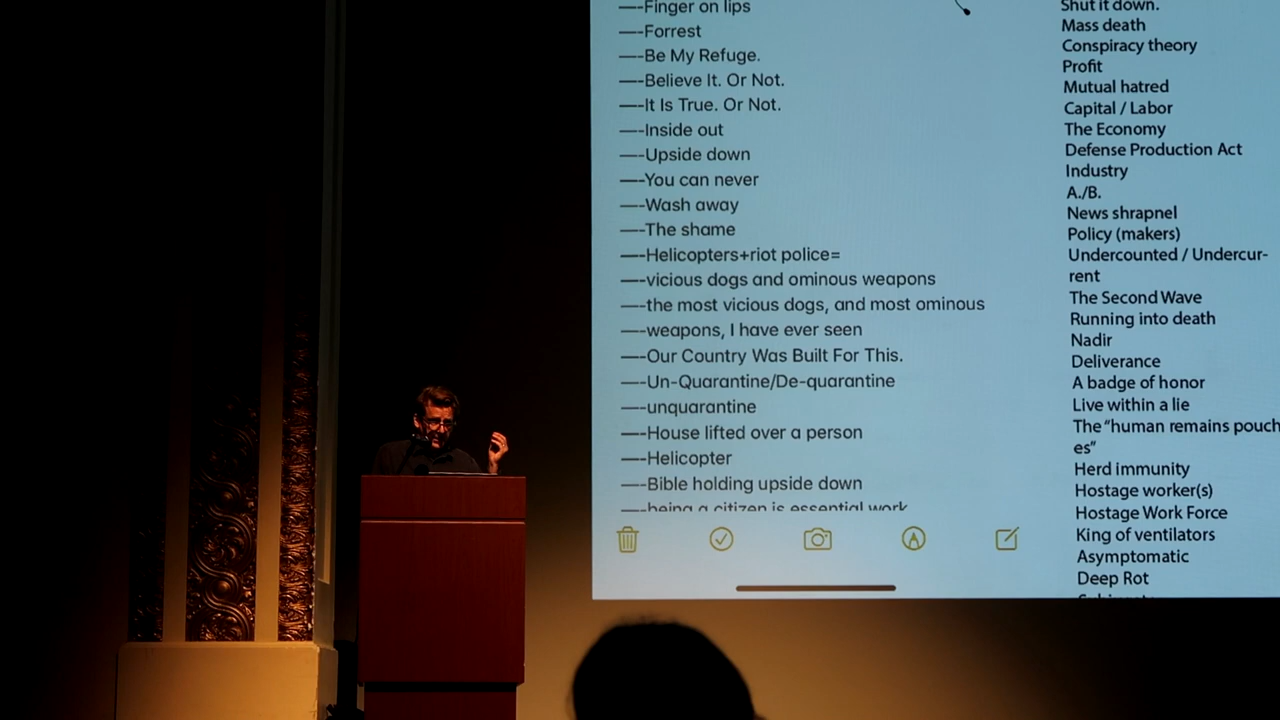 —-Finger on lips
—-Forrest
—-Be My Refuge.
—-Believe It. Or Not.
—-It Is True. Or Not.
—-Inside out
—-Upside down
—-You can never
—-Wash away
—-The shame
—-Helicopters+riot police=
—-vicious dogs and ominous weapons
—-the most vicious dogs, and most ominous
—-weapons, I have ever seen
—-Our Country Was Built For This.
—-Un-Quarantine/De-quarantine
—-unquarantine
—-House lifted over a person
—-Helicopter
—-Bible holding upside down
—-being a citizen is essential work
Shut it down.
Mass death
Conspiracy theory
Profit
Mutual hatred
Capital / Labor
The Economy
Defense Production Act
Industry
A./B.
News shrapnel
Policy (makers)
Undercounted / Undercur-
rent
The Second Wave
Running into death
Nadir
Deliverance
A badge of honor
Live within a lie
The "human remains pouch
es"
Herd immunity
Hostage worker(s)
Hostage Work Force
King of ventilators
Asymptomatic
Deep Rot